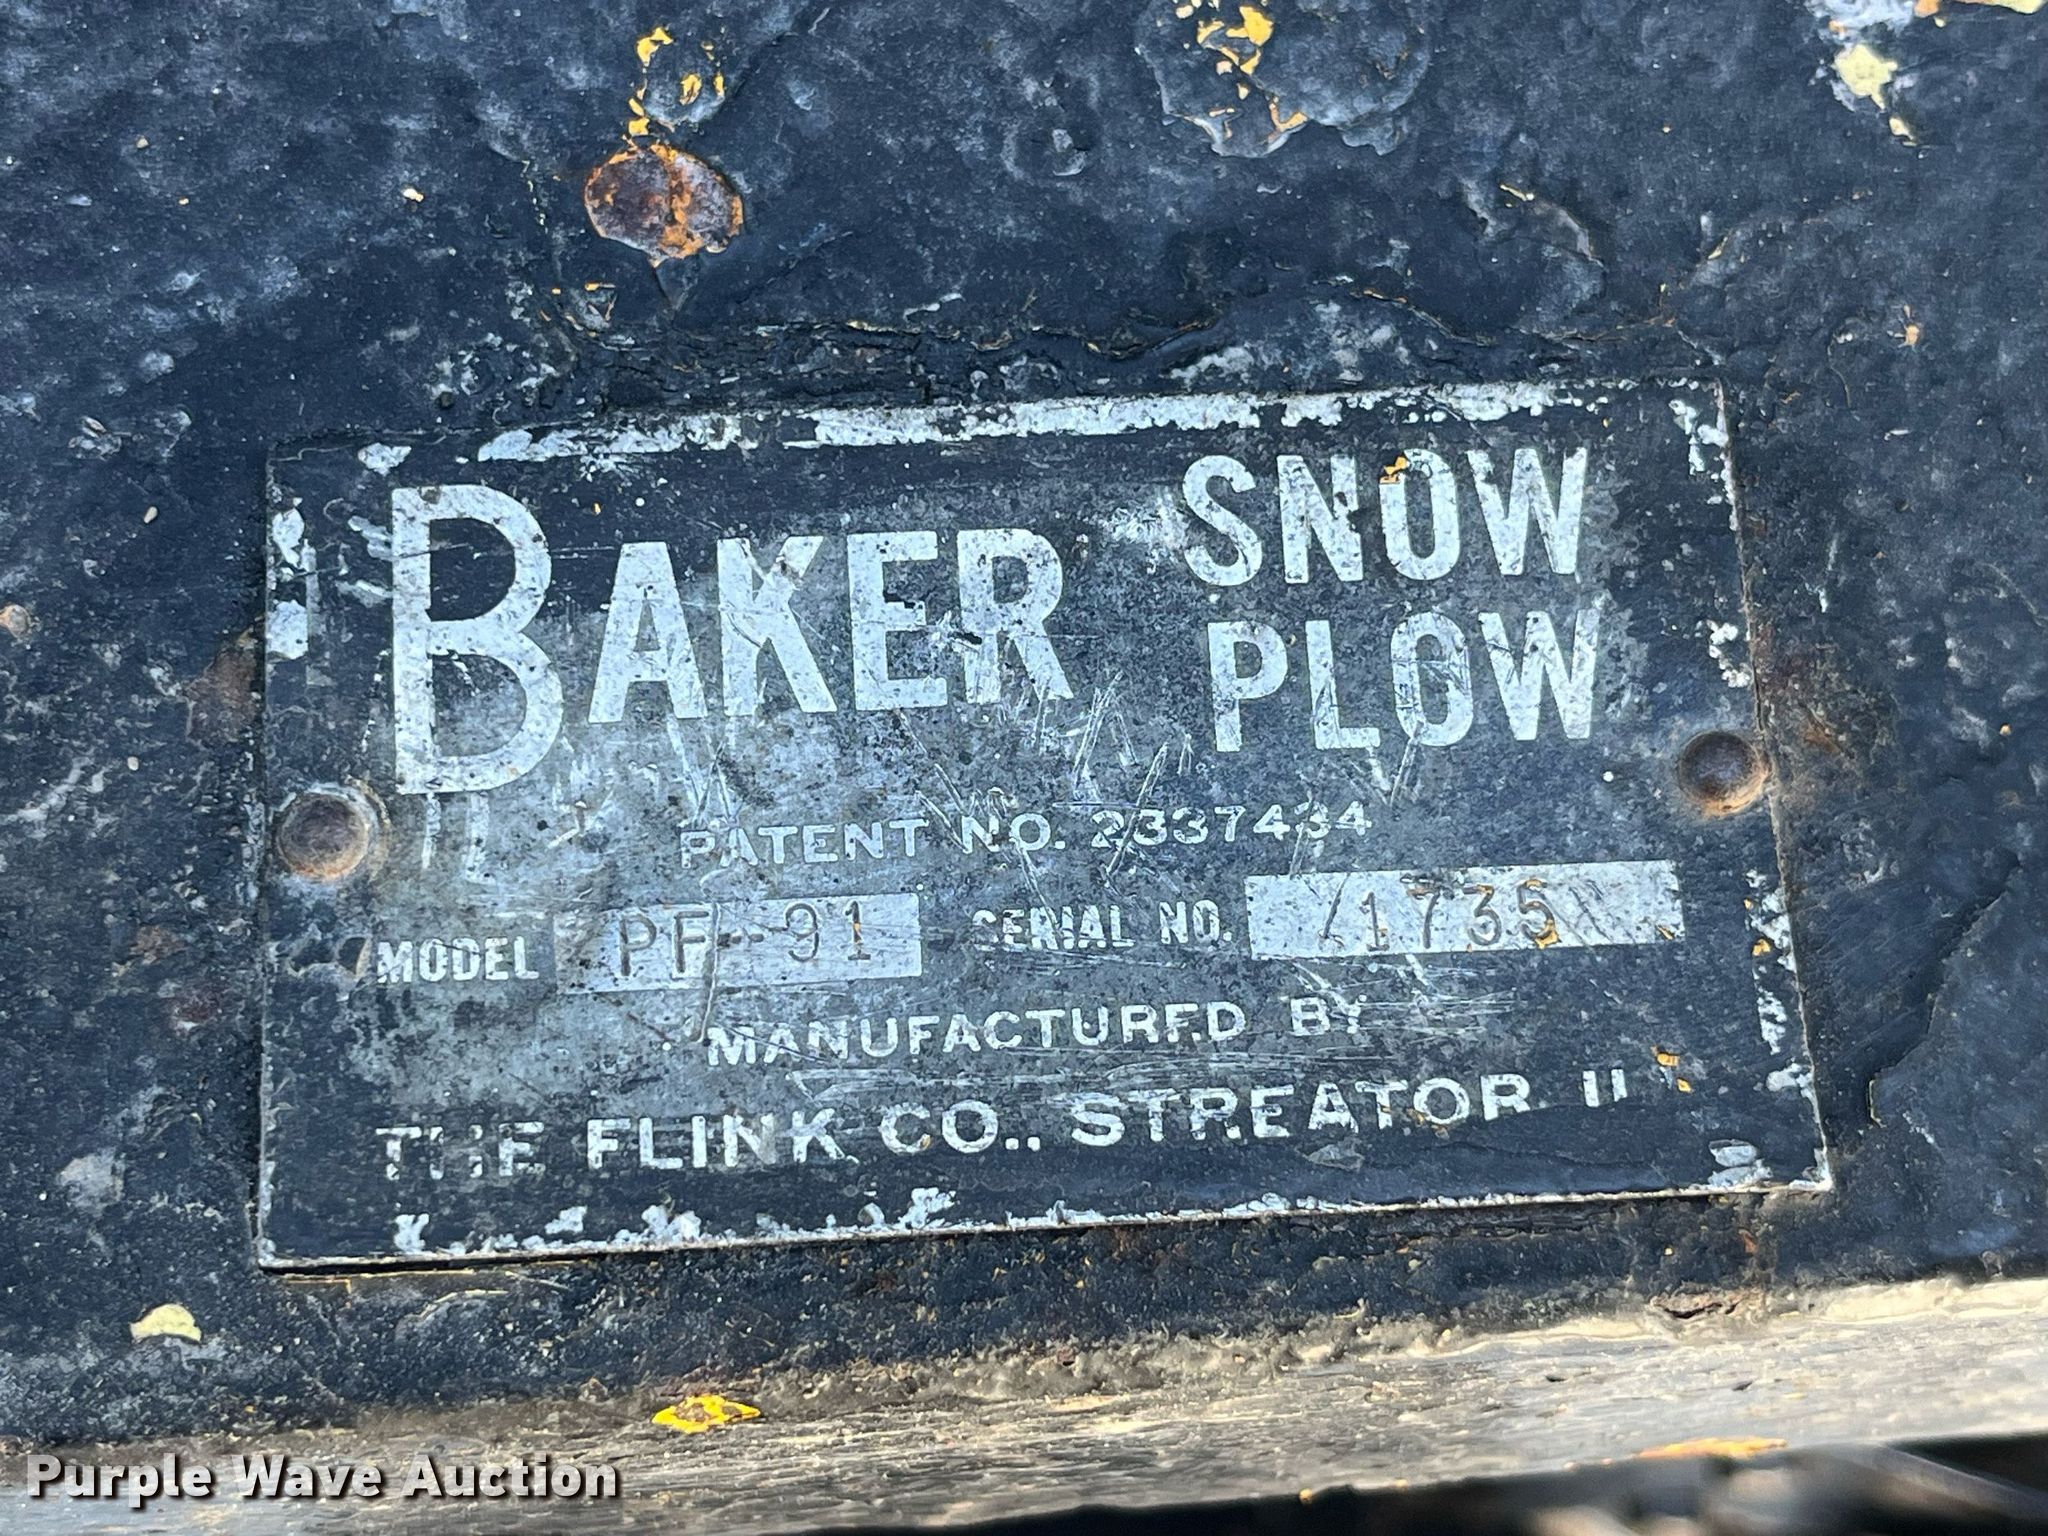 BAKER SNOW
PLOW
PATENT NO. 2337434
MODEL PF-91 SERIAL NO. 1735
MANUFACTURED BY
THE FLINK CO., STREATOR, Il
Purple Wave Auction